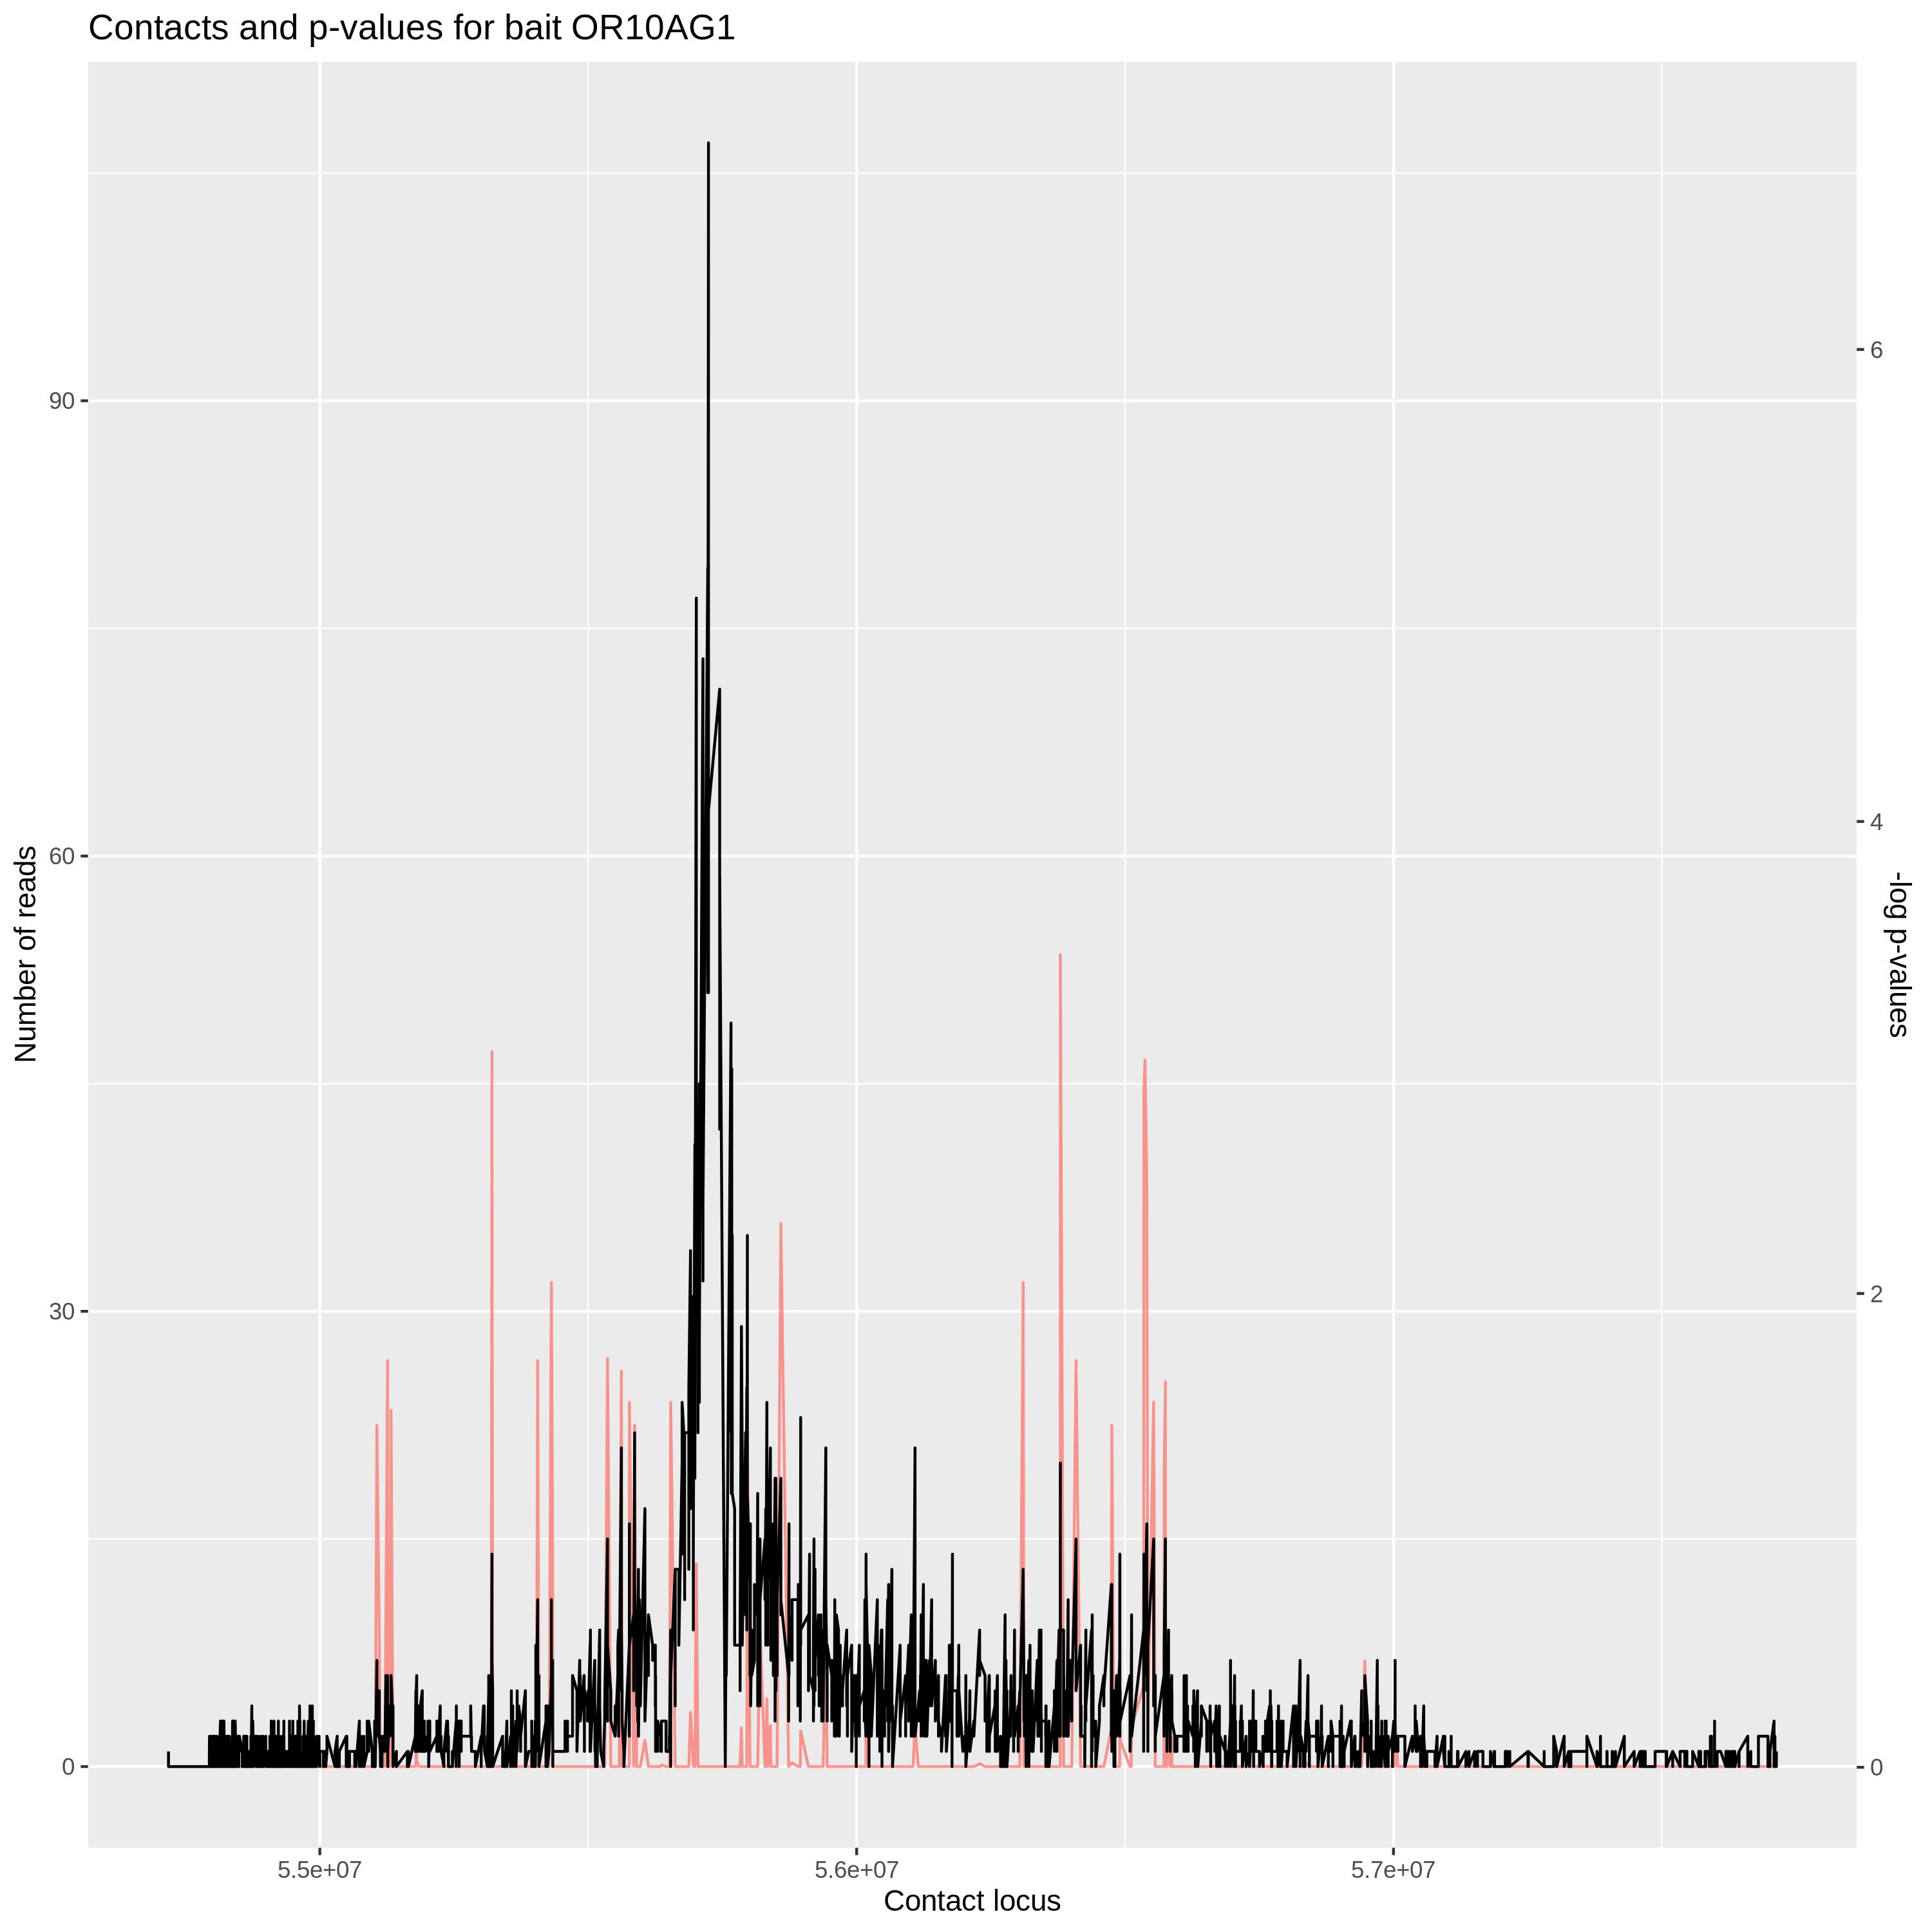 Contacts and p-values for bait OR10AG1
Number of reads
90
60
30
0
6
4
2
0
-log p-values
5.5e+07
5.6e+07
5.7e+07
Contact locus